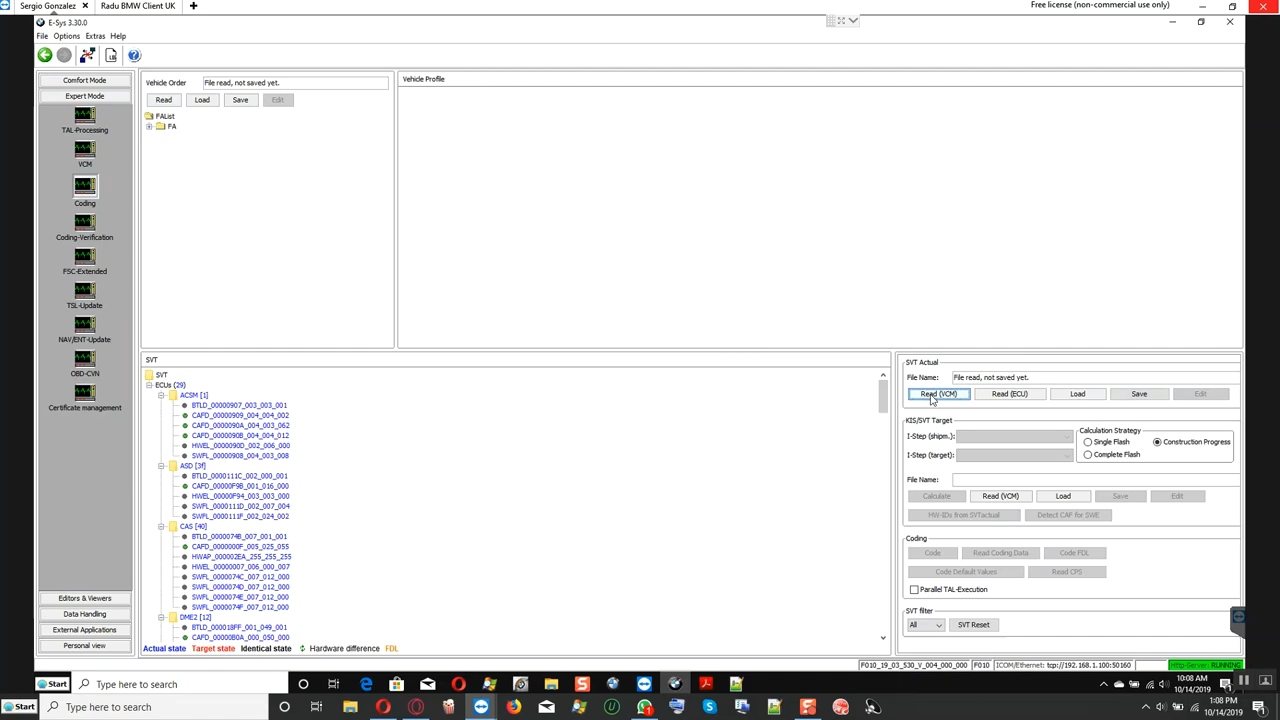 Sergio Gonzalez × Radu BMW Client UK +
Free license (non-commercial use only)
E-Sys 3.30.0
File Options Extras Help
Comfort Mode
Expert Mode
TAL-Processing
VCM
Coding
Coding-Verification
FSC-Extended
TSL-Update
NAV/ENT-Update
OBD-CVN
Certificate management
Editors & Viewers
Data Handling
External Applications
Personal view
Vehicle Order File read, not saved yet.
Read Load Save Edit
FAList
FA
Vehicle Profile
SVT
SVT
ECUs (29)
ACSM [1]
BTLD_00000907_003_003_001
CAFD_00000909_004_004_002
CAFD_0000090A_004_003_062
CAFD_0000090B_004_004_012
HWEL_0000090D_002_006_000
SWFL_00000908_004_003_008
ASD [3f]
BTLD_0000111C_002_000_001
CAFD_00000F9B_001_016_000
HWEL_00000F94_003_003_000
SWFL_0000111D_002_007_004
SWFL_0000111F_002_024_002
CAS [40]
BTLD_0000074B_007_001_001
CAFD_0000000F_005_025_055
HWAP_000002EA_255_255_255
HWEL_00000007_006_000_007
SWFL_0000074C_007_012_000
SWFL_0000074D_007_012_000
SWFL_0000074E_007_012_000
SWFL_0000074F_007_012_000
DME2 [12]
BTLD_000018FF_001_049_001
CAFD_00000B0A_000_050_000
Actual state Target state Identical state Hardware difference FDL
SVT Actual
File Name: File read, not saved yet.
Read (VCM) Read (ECU) Load Save Edit
KIS/SVT Target
I-Step (shipm.)
I-Step (target):
Calculation Strategy
Single Flash Construction Progress
Complete Flash
File Name:
Calculate Read (VCM) Load Save Edit
HW-IDs from SVTactual Detect CAF for SWE
Coding
Code Read Coding Data Code FDL
Code Default Values Read CPS
Parallel TAL-Execution
SVT filter
All SVT Reset
F010_19_03_530_V_004_000_000 F010 ICOM/Ethernet: tcp://192.168.1.100:50160 Http-Server: RUNNING
Start Type here to search 10:08 AM
10/14/2019
Start Type here to search 1:08 PM
10/14/2019